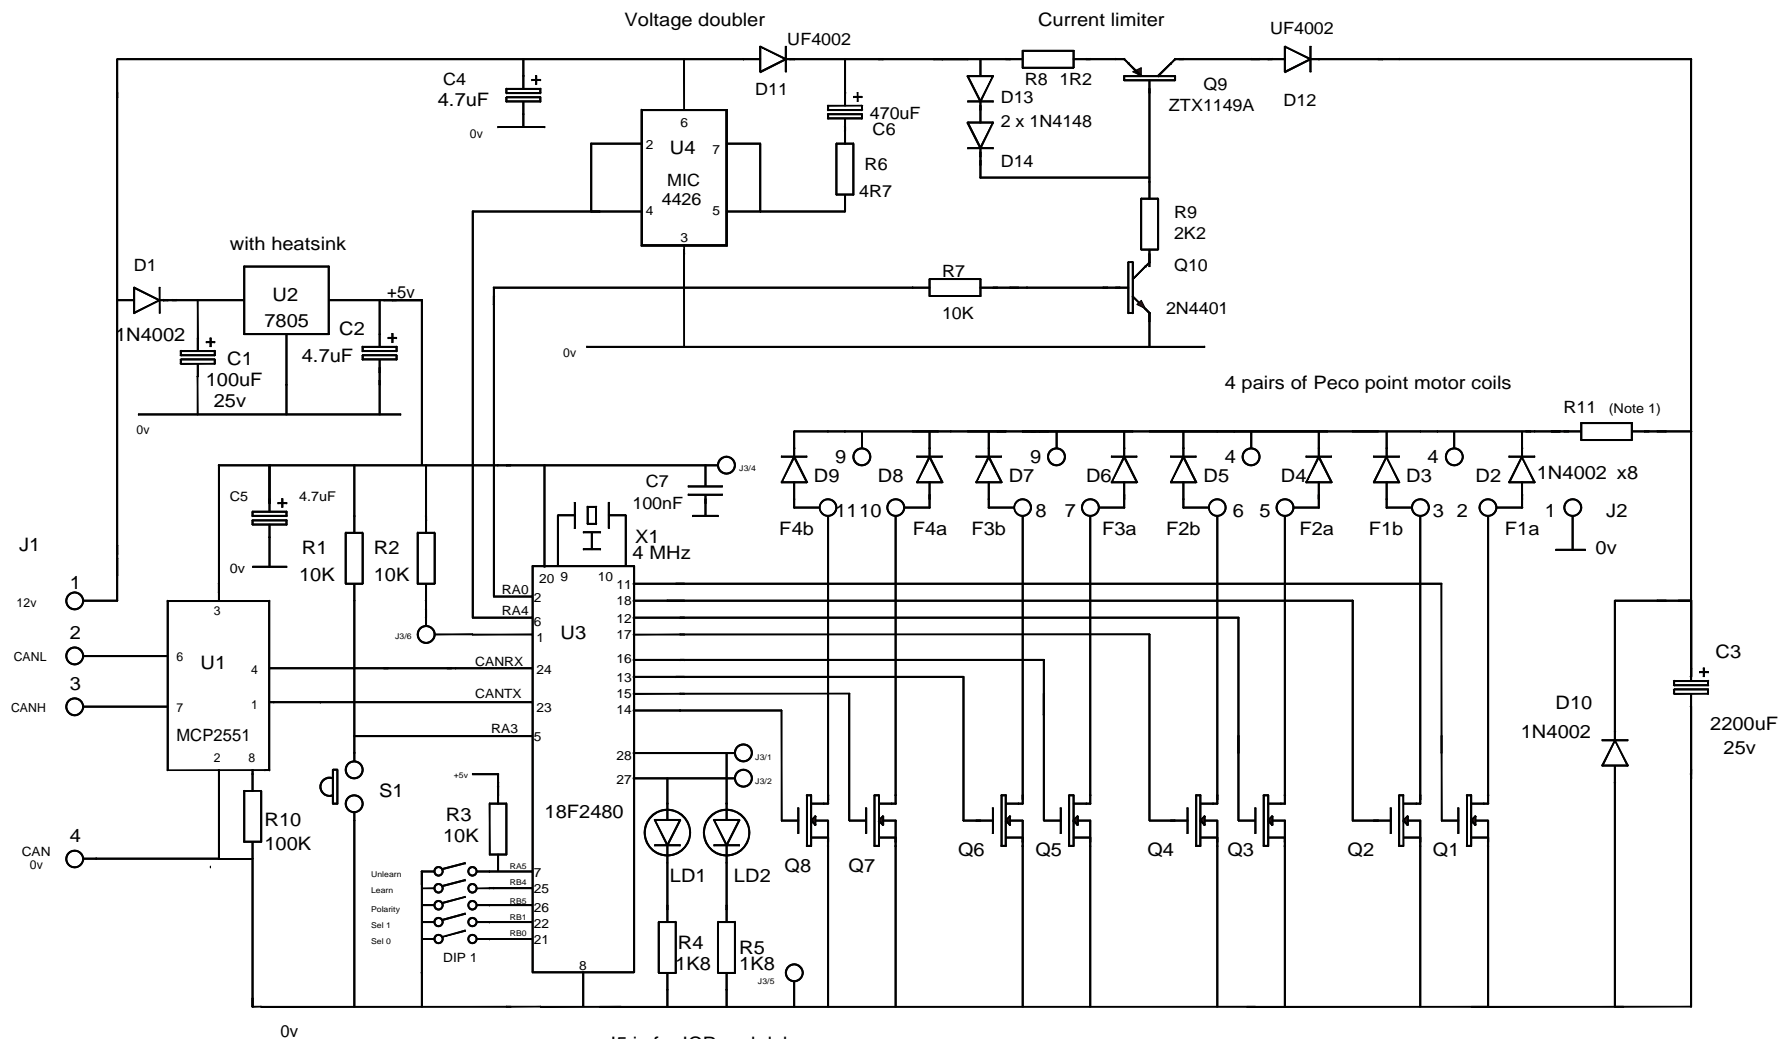 Voltage doubler
Current limiter
UF4002
UF4002
C4
4.7uF
+
0v
D11
+
470uF
C6
R8 1R2
D13
2 x 1N4148
D14
Q9
ZTX1149A
D12
6
2 U4 7
MIC
4426
4 5
3
R6
4R7
R9
2K2
with heatsink
D1
U2
7805
+5v
1N4002
+
C1
100uF
25v
C2
4.7uF
+
0v
R7
10K
Q10
2N4401
0v
4 pairs of Peco point motor coils
R11 (Note 1)
9 9 4 4
D9 D8 D7 D6 D5 D4 D3 D2 1N4002 x8
11 10 8 7 6 5 3 2 1 J2
F4b F4a F3b F3a F2b F2a F1b F1a
0v
J3/4
C7
100nF
C5
4.7uF
+
0v
R1
10K
R2
10K
X1
4 MHz
J1
1
12v
2
CANL
3
CANH
4
CAN
0v
3
6 U1 4
7 1
MCP2551
2 8
R10
100K
20 9 10
RA0 2
RA4 6
J3/6 1
U3
CANRX 24
CANTX 23
RA3 5
11
18
12
17
16
13
15
14
28 J3/1
27 J3/2
18F2480
S1
+5v
R3
10K
Unlearn RA5 7
Learn RB4 25
Polarity RB5 26
Sel 1 RB1 22
Sel 0 RB0 21
DIP 1
8
LD1 LD2
R4
1K8
R5
1K8
J3/5
Q8 Q7 Q6 Q5 Q4 Q3 Q2 Q1
D10
1N4002
C3
+
2200uF
25v
0v